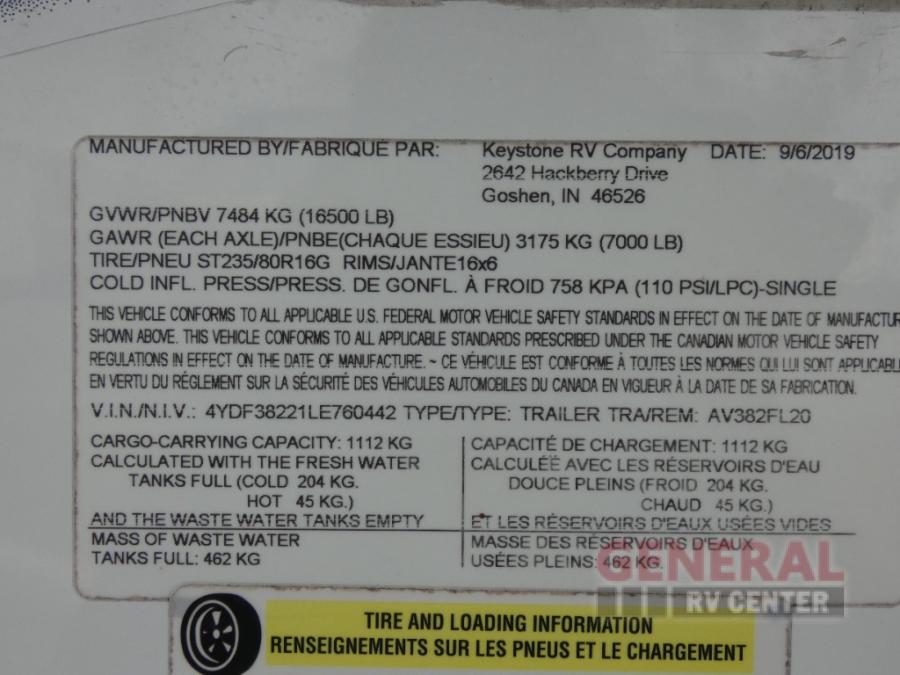 MANUFACTURED BY/FABRIQUÉ PAR: Keystone RV Company DATE: 9/6/2019
2642 Hackberry Drive
Goshen, IN 46526
GVWR/PNBV 7484 KG (16500 LB)
GAWR (EACH AXLE)/PNBE(CHAQUE ESSIEU) 3175 KG (7000 LB)
TIRE/PNEU ST235/80R16G RIMS/JANTE16x6
COLD INFL. PRESS/PRESS. DE GONFL. À FROID 758 KPA (110 PSI/LPC)-SINGLE
THIS VEHICLE CONFORMS TO ALL APPLICABLE U.S. FEDERAL MOTOR VEHICLE SAFETY STANDARDS IN EFFECT ON THE DATE OF MANUFACTUR
SHOWN ABOVE. THIS VEHICLE CONFORMS TO ALL APPLICABLE STANDARDS PRESCRIBED UNDER THE CANADIAN MOTOR VEHICLE SAFETY
REGULATIONS IN EFFECT ON THE DATE OF MANUFACTURE. ~ CE VÉHICULE EST CONFORME À TOUTES LES NORMES QUI LUI SONT APPLICABL
EN VERTU DU RÉGLEMENT SUR LA SÉCURITÉ DES VÉHICULES AUTOMOBILES DU CANADA EN VIGUEUR À LA DATE DE SA FABRICATION.
V.I.N./N.I.V.: 4YDF38221LE760442 TYPE/TYPE: TRAILER TRA/REM: AV382FL20
CARGO-CARRYING CAPACITY: 1112 KG
CALCULATED WITH THE FRESH WATER
TANKS FULL (COLD 204 KG.
HOT 45 KG.)
AND THE WASTE WATER TANKS EMPTY
MASS OF WASTE WATER
TANKS FULL: 462 KG
CAPACITÉ DE CHARGEMENT: 1112 KG
CALCULÉE AVEC LES RÉSERVOIRS D'EAU
DOUCE PLEINS (FROID 204 KG.
CHAUD 45 KG.)
ET LES RÉSERVOIRS D'EAUX USÉES VIDES
MASSE DES RÉSERVOIRS D'EAUX
USÉES PLEINS: 462 KG.
GENERAL
RV CENTER
TIRE AND LOADING INFORMATION
RENSEIGNEMENTS SUR LES PNEUS ET LE CHARGEMENT